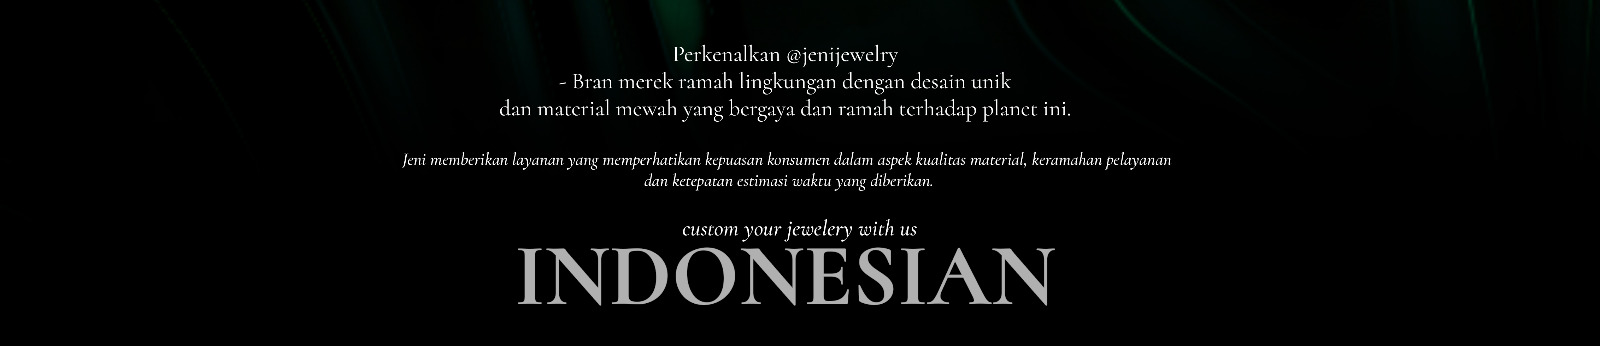 Perkenalkan @jenijewelry
- Bran merek ramah lingkungan dengan desain unik
dan material mewah yang bergaya dan ramah terhadap planet ini.
Jeni memberikan layanan yang memperhatikan kepuasan konsumen dalam aspek kualitas material, keramahan pelayanan
dan ketepatan estimasi waktu yang diberikan.
custom your jewelery with us
INDONESIAN